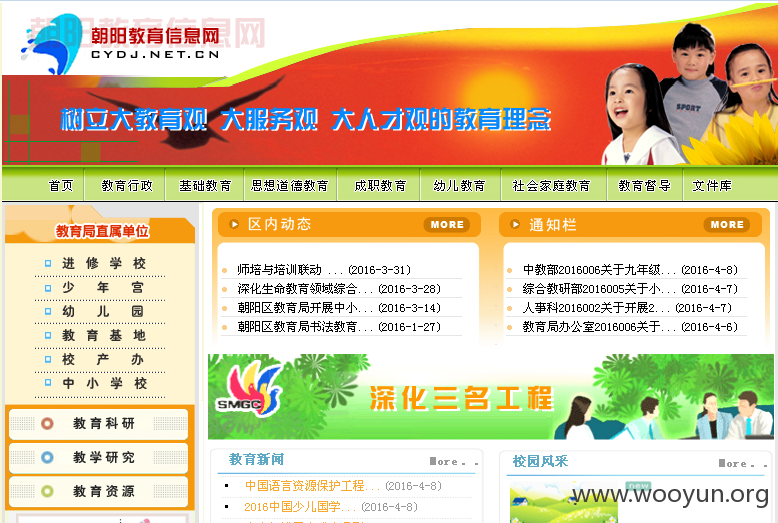 朝阳教育信息网
CYDJ.NET.CN
树立大教育观 大服务观 大人才观的教育理念
首页 教育行政 基础教育 思想道德教育 成职教育 幼儿教育 社会家庭教育 教育督导 文件库
教育局直属单位
进修学校
少年宫
幼儿园
教育基地
校产办
中小学校
教育科研
教学研究
教育资源
区内动态 MORE
师培与培训联动 ...(2016-3-31)
深化生命教育领域综合...(2016-3-28)
朝阳区教育局开展中小...(2016-3-14)
朝阳区教育局书法教育...(2016-1-27)
通知栏 MORE
中教部2016006关于九年级...(2016-4-8)
综合教研部2016005关于小...(2016-4-7)
人事科2016002关于开展2...(2016-4-7)
教育局办公室2016006关于...(2016-4-6)
SPORT
SMGC
深化三名工程
教育新闻 More...
中国语言资源保护工程...(2016-4-8)
2016中国少儿国学...(2016-4-8)
校园风采 More...
new
www.wooyun.org